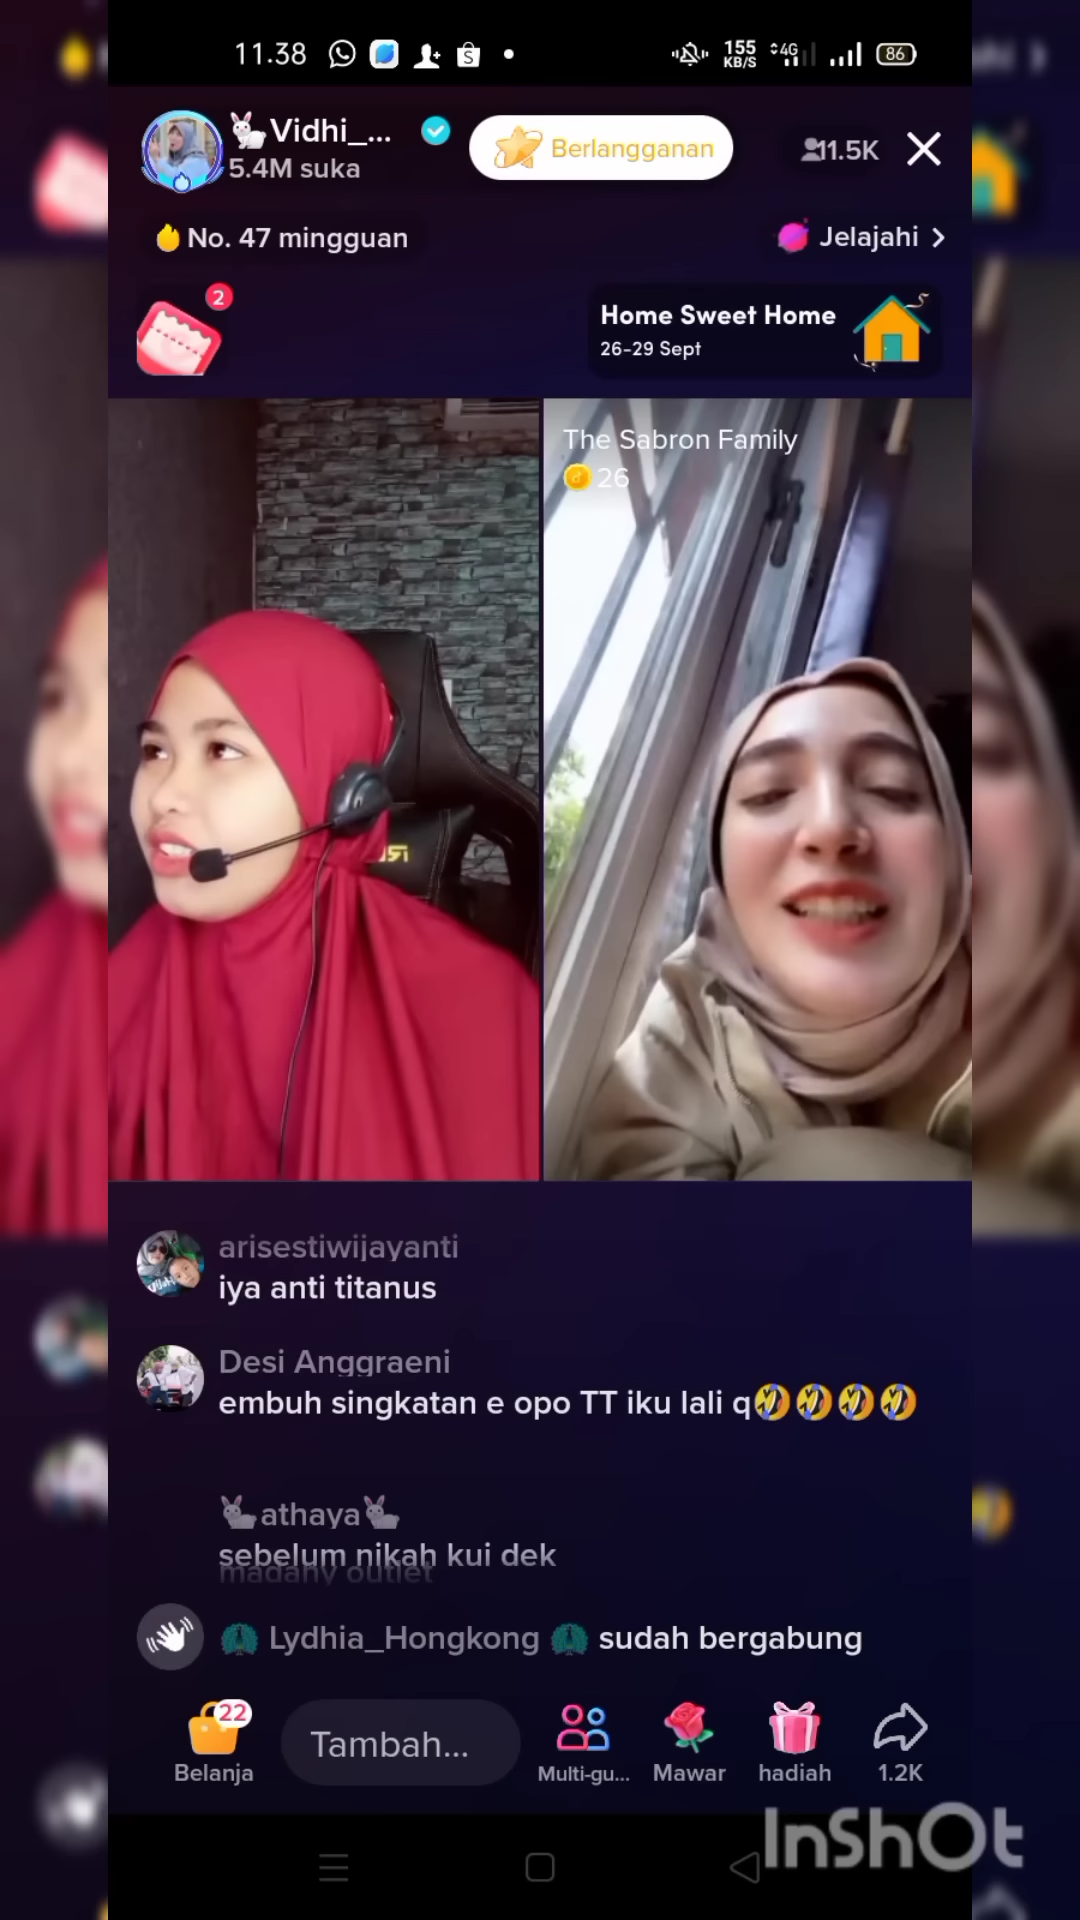 11.38
155
KB/S
4G
86
🐇Vidhi_...
5.4M suka
Berlangganan
11.5K
No. 47 mingguan
Jelajahi
2
Home Sweet Home
26-29 Sept
The Sabron Family
26
arisestiwijayanti
iya anti titanus
Desi Anggraeni
embuh singkatan e opo TT iku lali q🤣🤣🤣🤣
🐇athaya🐇
sebelum nikah kui dek
madany outlet
🦚 Lydhia_Hongkong 🦚 sudah bergabung
22
Belanja
Tambah...
Multi-gu...
Mawar
hadiah
1.2K
InShOt